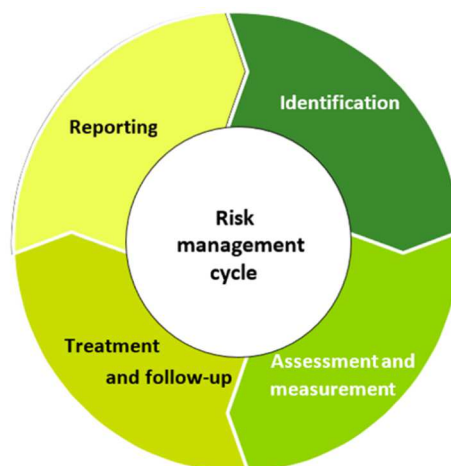 Reporting
Identification
Risk
management
cycle
Treatment
and follow-up
Assessment and
measurement